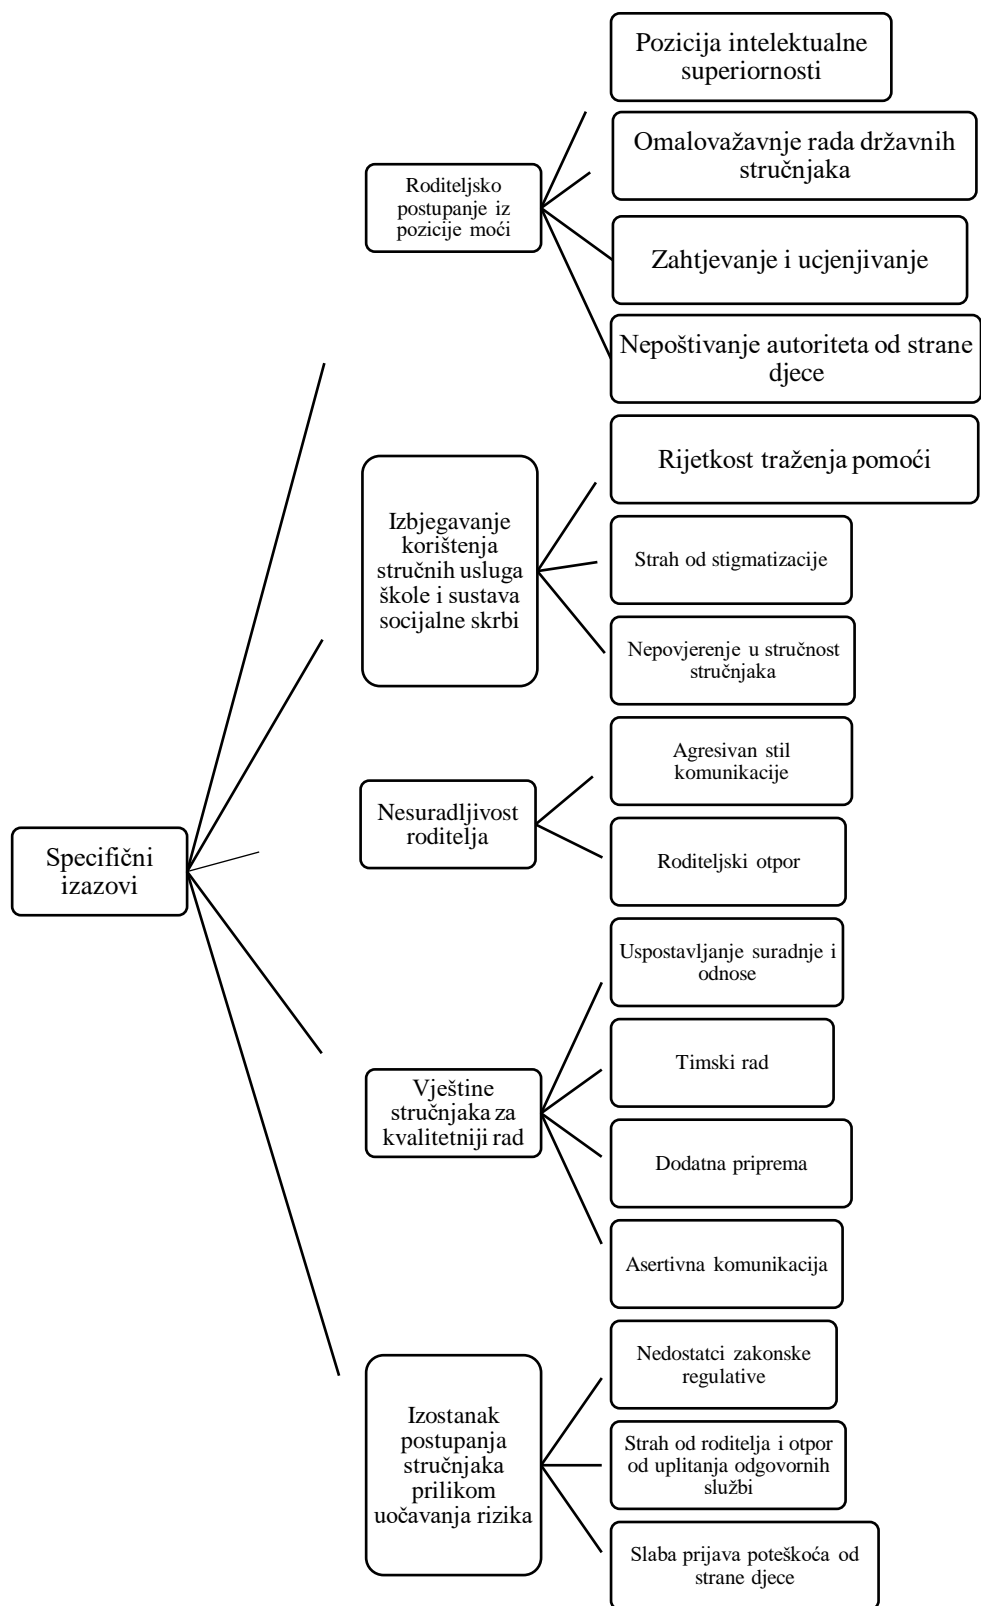 Specifični
izazovi
Roditeljsko
postupanje iz
pozicije moći
Pozicija intelektualne
superiornosti
Omalovažavnje rada državnih
stručnjaka
Zahtjevanje i ucjenjivanje
Nepoštivanje autoriteta od strane
djece
Izbjegavanje
korištenja
stručnih usluga
škole i sustava
socijalne skrbi
Rijetkost traženja pomoći
Strah od stigmatizacije
Nepovjerenje u stručnost
stručnjaka
Nesuradljivost
roditelja
Agresivan stil
komunikacije
Roditeljski otpor
Vještine
stručnjaka za
kvalitetniji rad
Uspostavljanje suradnje i
odnose
Timski rad
Dodatna priprema
Asertivna komunikacija
Izostanak
postupanja
stručnjaka
prilikom
uočavanja rizika
Nedostatci zakonske
regulative
Strah od roditelja i otpor
od uplitanja odgovornih
službi
Slaba prijava poteškoća od
strane djece